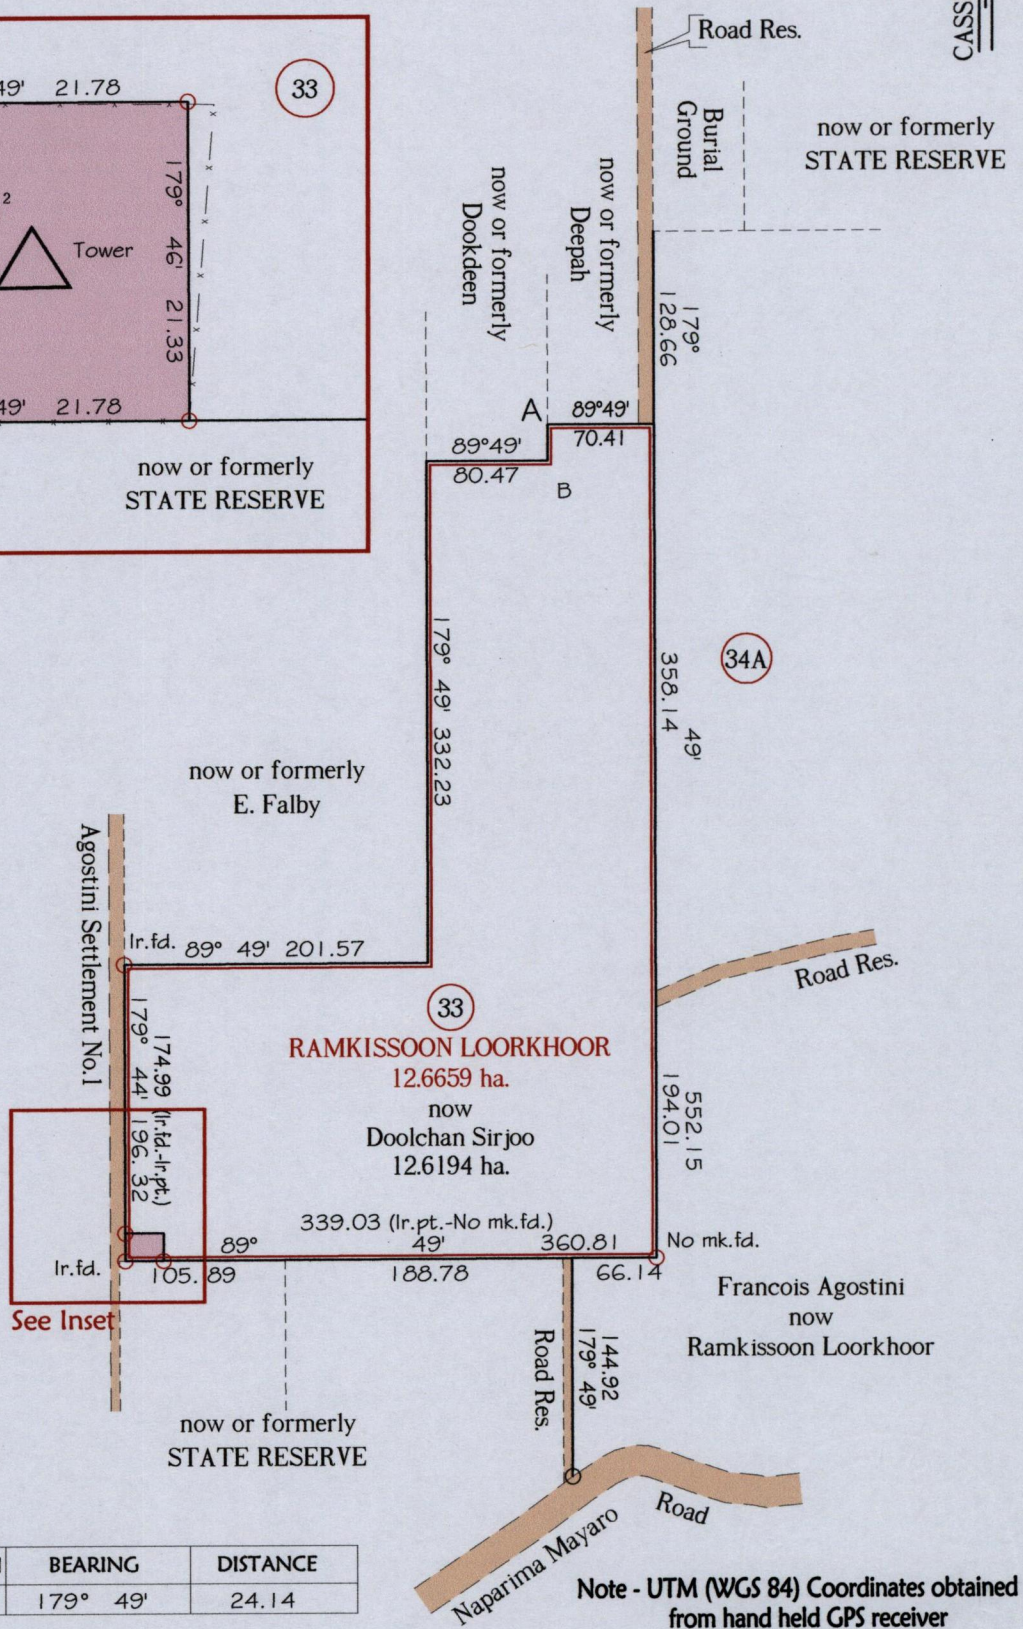 CASS
Road Res.
49' 21.78
33
Burial
Ground
now or formerly
STATE RESERVE
179° 46' 21.33
2
Tower
now or formerly
Dookdeen
now or formerly
Deepah
179°
128.66
49' 21.78
A
89°49'
70.41
89°49'
80.47
B
now or formerly
STATE RESERVE
179° 49' 332.23
358.14
49'
34A
now or formerly
E. Falby
Agostini Settlement No.1
Ir.fd.
89° 49' 201.57
Road Res.
33
RAMKISSOON LOORKHOOR
12.6659 ha.
now
Doolchan Sirjoo
12.6194 ha.
174.99 (Ir.fd.-Ir.pt.)
179° 44' 196.32
552.15
194.01
339.03 (Ir.pt.-No mk.fd.)
89° 49' 360.81
No mk.fd.
Ir.fd.
105.89 188.78 66.14
See Inset
Francois Agostini
now
Ramkissoon Loorkhoor
144.92
179° 49'
Road Res.
now or formerly
STATE RESERVE
Naparima Mayaro Road
BEARING DISTANCE
179° 49' 24.14
Note - UTM (WGS 84) Coordinates obtained
from hand held GPS receiver